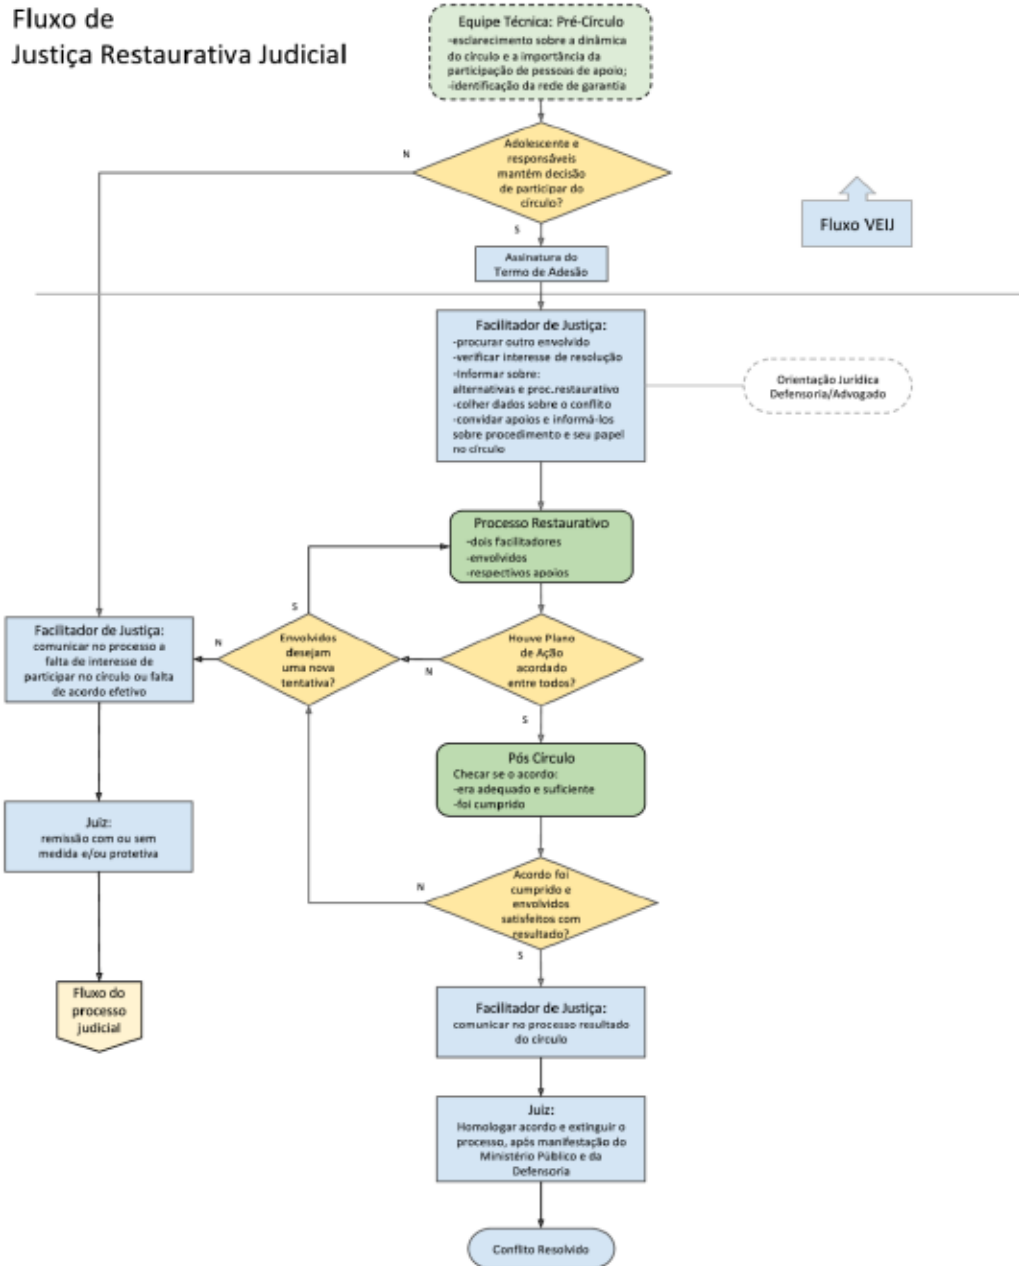 Fluxo de
Justiça Restaurativa Judicial
Equipe Técnica: Pré-Círculo
-esclarecimento sobre a dinâmica
do círculo e a importância da
participação de pessoas de apoio;
-identificação da rede de garantia
Adolescente e
responsáveis
mantém decisão
de participar do
círculo?
N
S
Fluxo VEIJ
Assinatura do
Termo de Adesão
Facilitador de Justiça:
-procurar outro envolvido
-verificar interesse de resolução
-Informar sobre:
alternativas e proc.restaurativo
-colher dados sobre o conflito
-convidar apoios e informá-los
sobre procedimento e seu papel
no círculo
Orientação Jurídica
Defensoria/Advogado
Processo Restaurativo
-dois facilitadores
-envolvidos
-respectivos apoios
Facilitador de Justiça:
comunicar no processo a
falta de interesse de
participar no círculo ou falta
de acordo efetivo
N
S
Envolvidos
desejam
uma nova
tentativa?
N
Houve Plano
de Ação
acordado
entre todos?
S
Pós Círculo
Checar se o acordo:
-era adequado e suficiente
-foi cumprido
Juiz:
remissão com ou sem
medida e/ou protetiva
N
Acordo foi
cumprido e
envolvidos
satisfeitos com
resultado?
S
Fluxo do
processo
judicial
Facilitador de Justiça:
comunicar no processo resultado
do círculo
Juiz:
Homologar acordo e extinguir o
processo, após manifestação do
Ministério Público e da
Defensoria
Conflito Resolvido